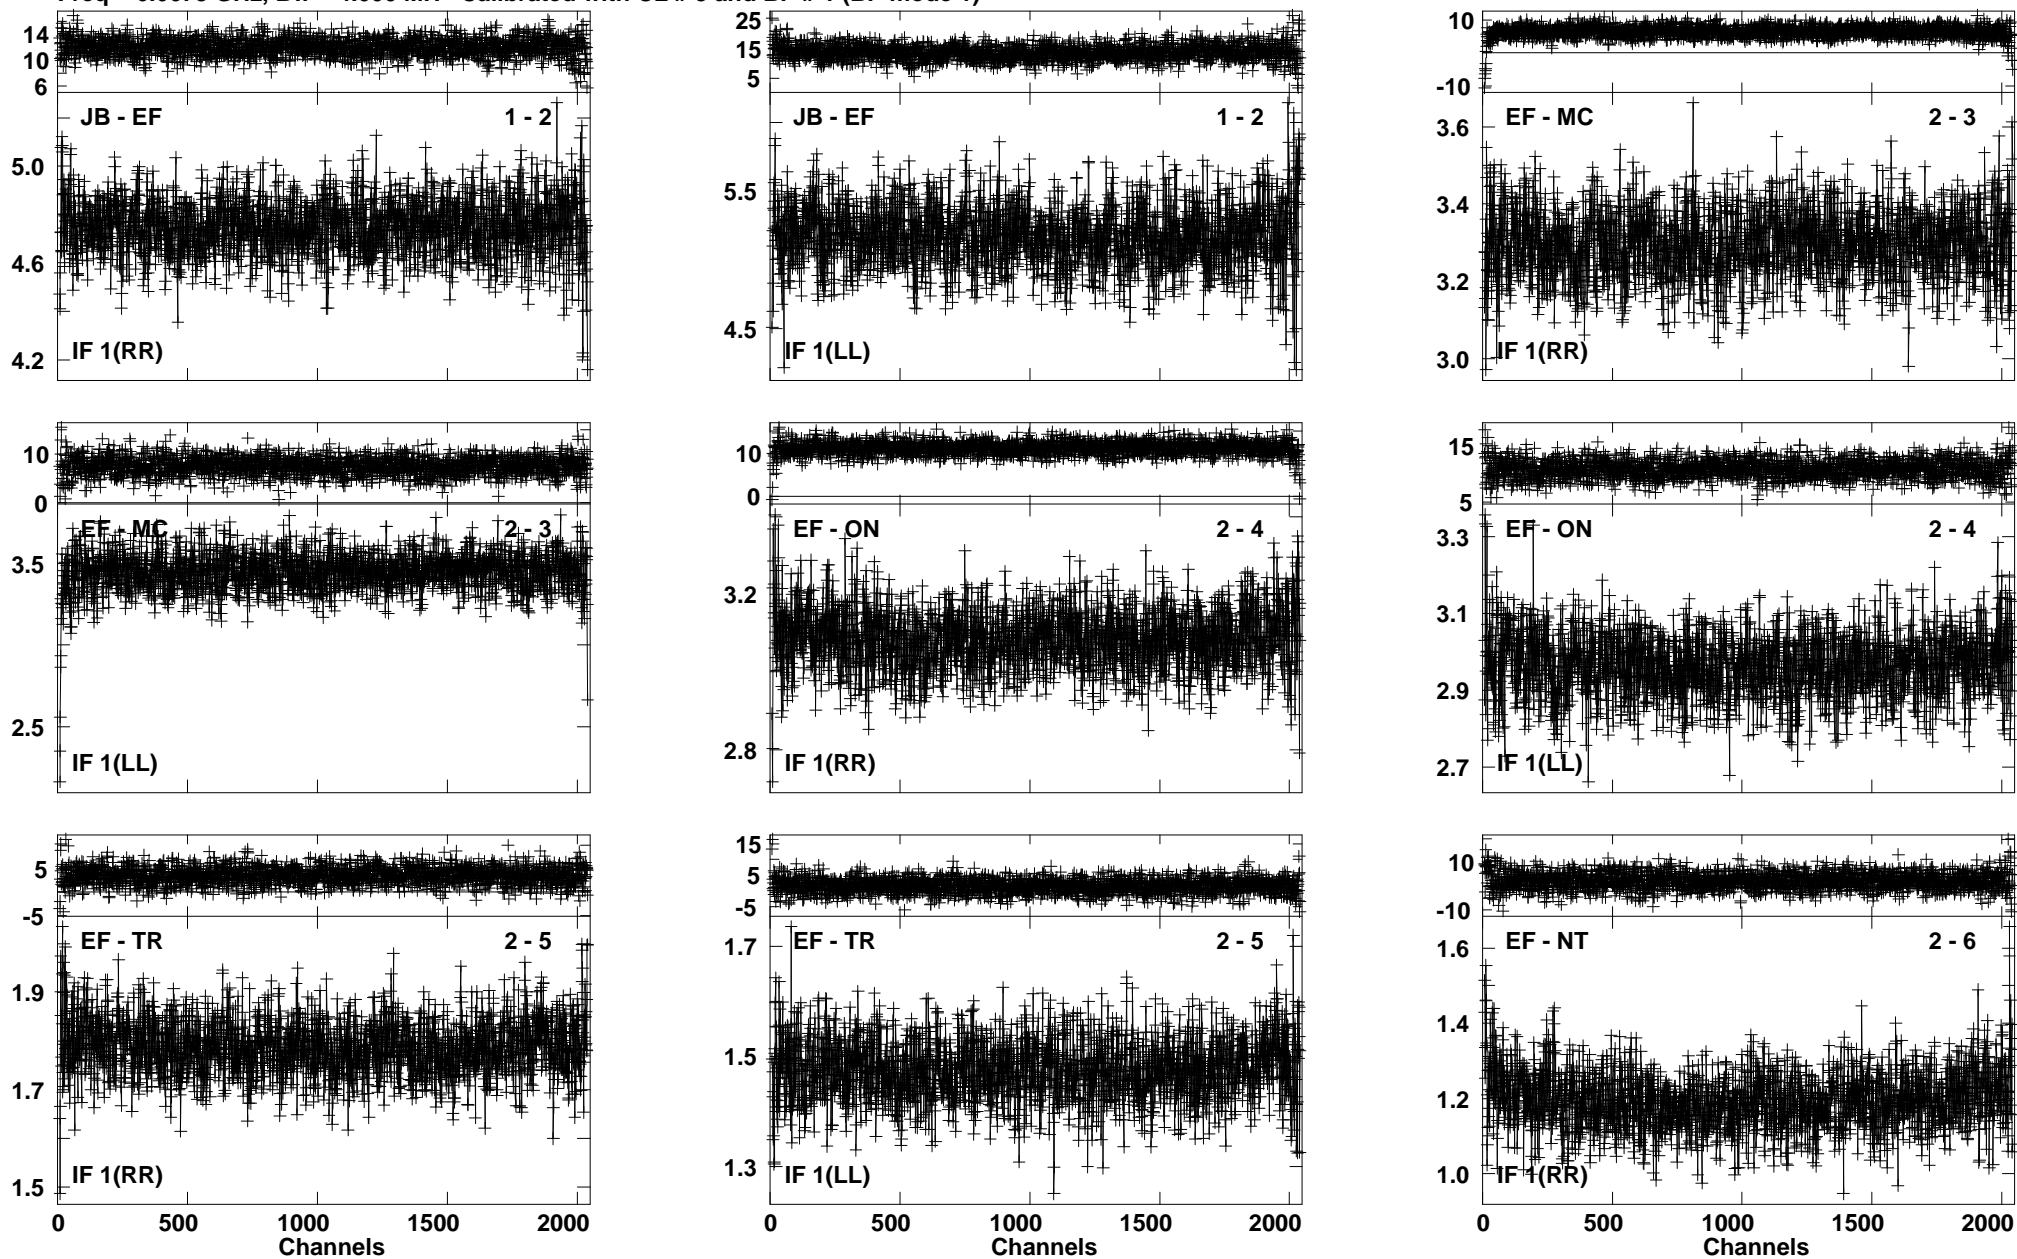 14
10
6
JB - EF 1 - 2
5.0
4.6
4.2
IF 1(RR)
25
15
5
JB - EF 1 - 2
5.5
4.5
IF 1(LL)
10
-10
EF - MC 2 - 3
3.6
3.4
3.2
3.0
IF 1(RR)
10
0
EF - MC 2 - 3
3.5
2.5
IF 1(LL)
10
0
EF - ON 2 - 4
3.2
2.8
IF 1(RR)
15
5
EF - ON 2 - 4
3.3
3.1
2.9
2.7
IF 1(LL)
5
-5
EF - TR 2 - 5
1.9
1.7
1.5
IF 1(RR)
0 500 1000 1500 2000
Channels
15
5
-5
EF - TR 2 - 5
1.7
1.5
1.3
IF 1(LL)
0 500 1000 1500 2000
Channels
10
-10
EF - NT 2 - 6
1.6
1.4
1.2
1.0
IF 1(RR)
0 500 1000 1500 2000
Channels